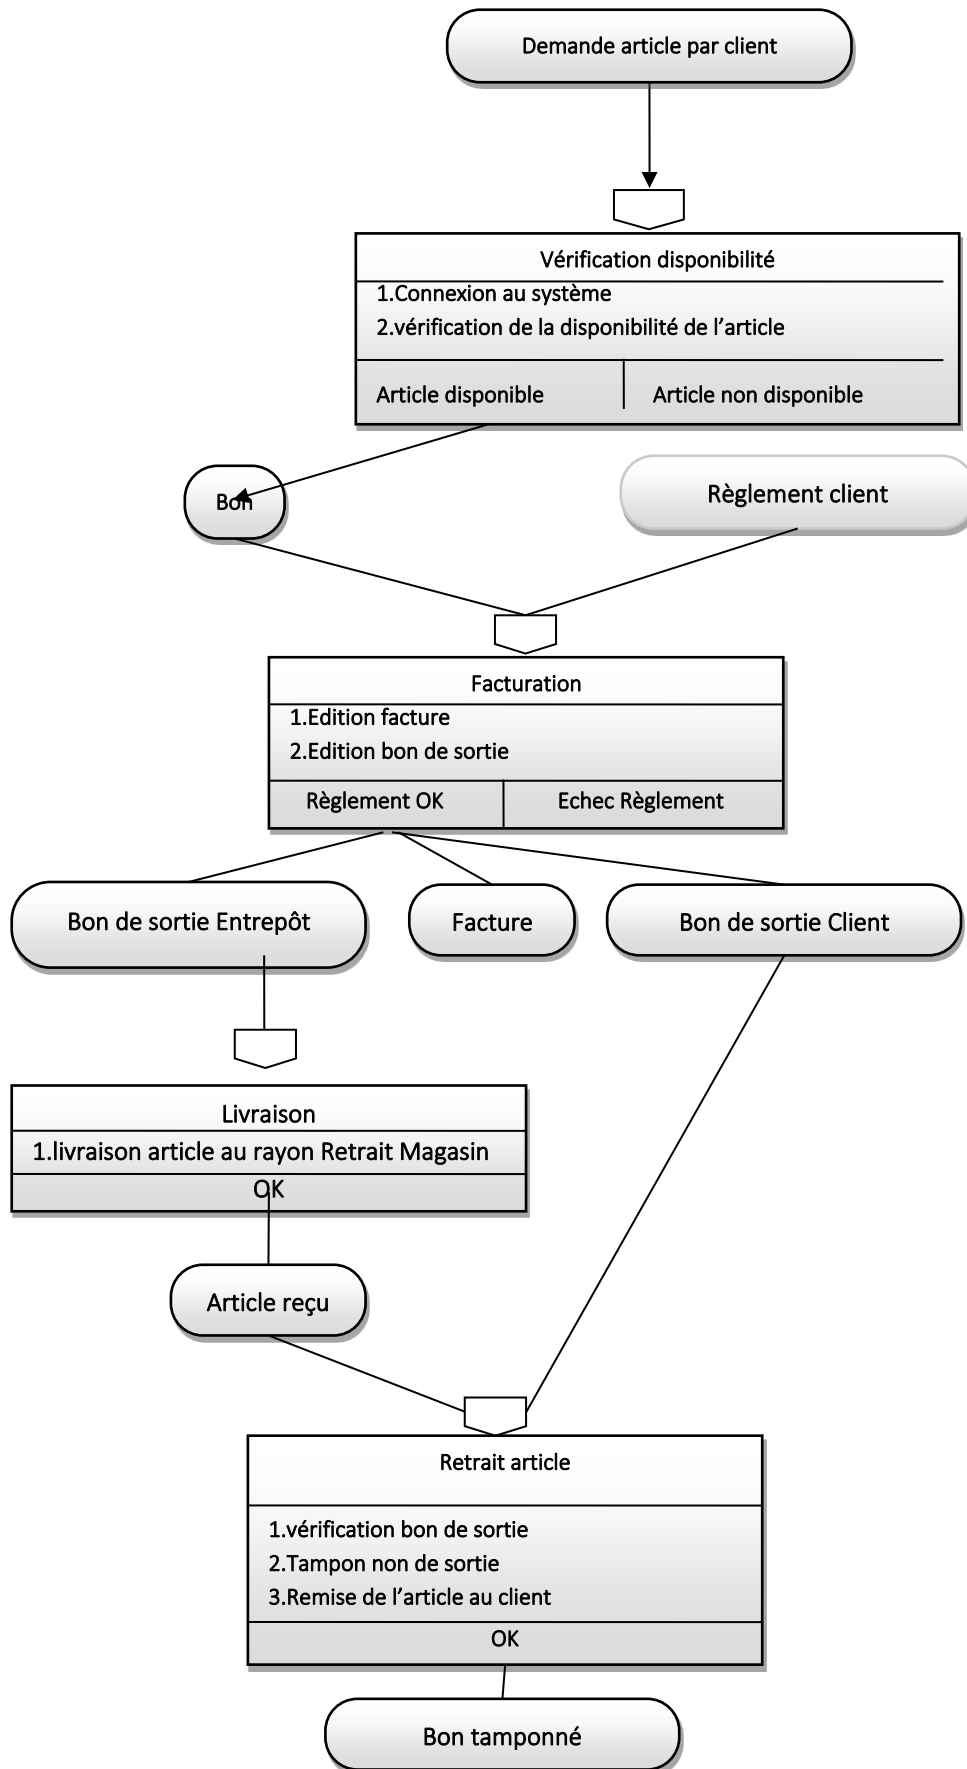 Demande article par client
Vérification disponibilité
1.Connexion au système
2.vérification de la disponibilité de l’article
Article disponible
Article non disponible
Bon
Règlement client
Facturation
1.Edition facture
2.Edition bon de sortie
Règlement OK
Echec Règlement
Bon de sortie Entrepôt
Facture
Bon de sortie Client
Livraison
1.livraison article au rayon Retrait Magasin
OK
Article reçu
Retrait article
1.vérification bon de sortie
2.Tampon non de sortie
3.Remise de l’article au client
OK
Bon tamponné